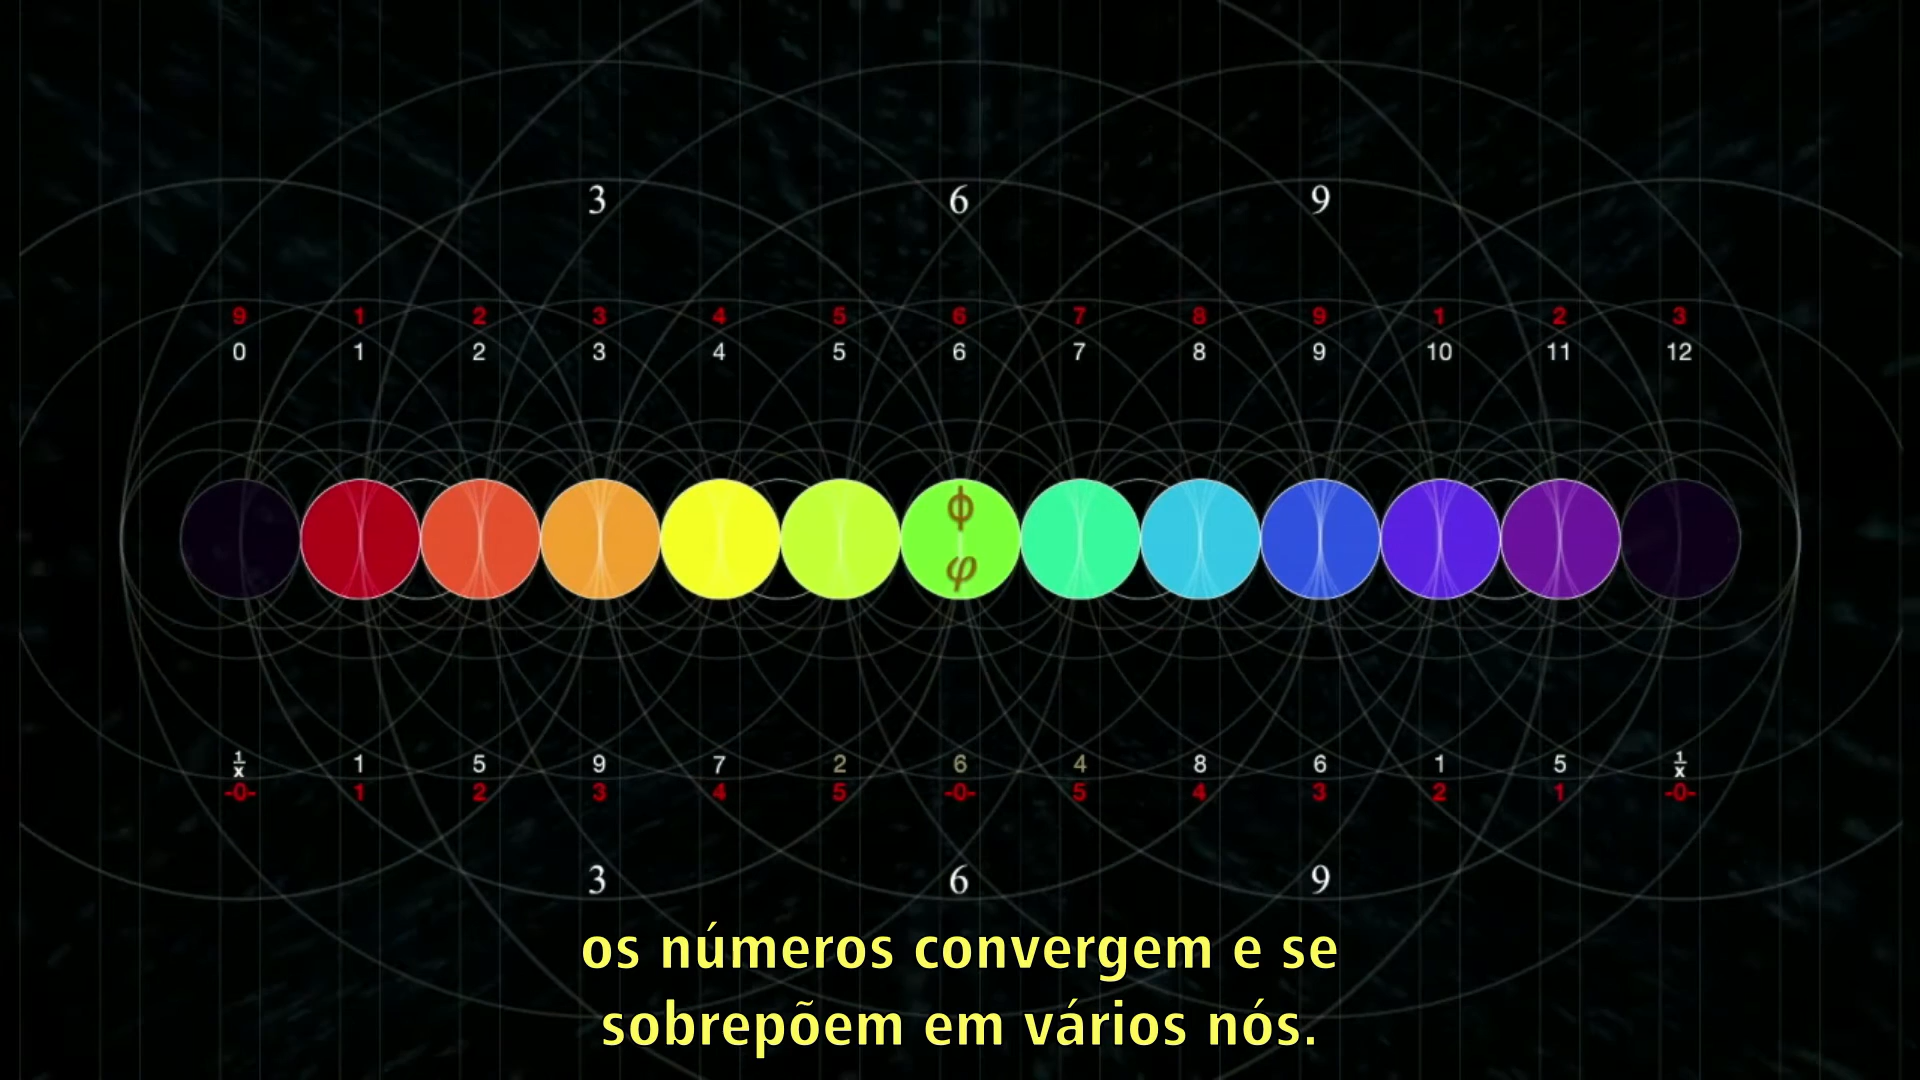 3 6 9
9 1 2 3 4 5 6 7 8 9 1 2 3
0 1 2 3 4 5 6 7 8 9 10 11 12
ϕ
φ
1/x 1 5 9 7 2 6 4 8 6 1 5 1/x
-0- 1 2 3 4 5 -0- 5 4 3 2 1 -0-
3 6 9
os números convergem e se
sobrepõem em vários nós.